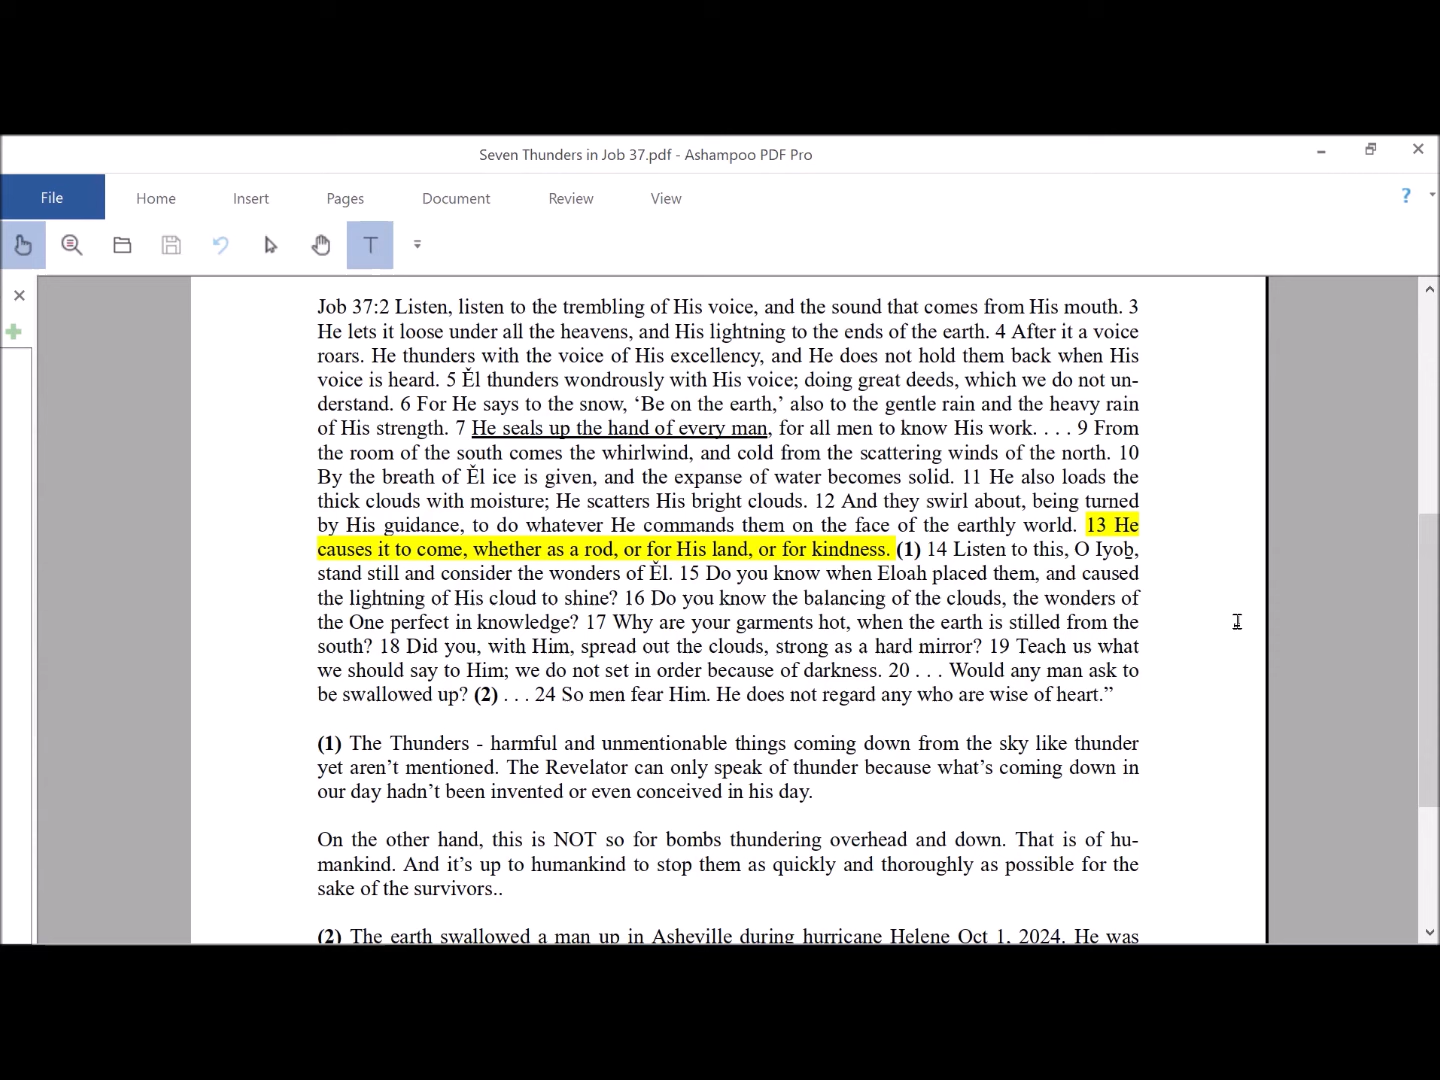 Seven Thunders in Job 37.pdf - Ashampoo PDF Pro
File Home Insert Pages Document Review View
Job 37:2 Listen, listen to the trembling of His voice, and the sound that comes from His mouth. 3
He lets it loose under all the heavens, and His lightning to the ends of the earth. 4 After it a voice
roars. He thunders with the voice of His excellency, and He does not hold them back when His
voice is heard. 5 Ěl thunders wondrously with His voice; doing great deeds, which we do not un-
derstand. 6 For He says to the snow, ‘Be on the earth,’ also to the gentle rain and the heavy rain
of His strength. 7 He seals up the hand of every man, for all men to know His work. . . . 9 From
the room of the south comes the whirlwind, and cold from the scattering winds of the north. 10
By the breath of Ěl ice is given, and the expanse of water becomes solid. 11 He also loads the
thick clouds with moisture; He scatters His bright clouds. 12 And they swirl about, being turned
by His guidance, to do whatever He commands them on the face of the earthly world. 13 He
causes it to come, whether as a rod, or for His land, or for kindness. (1) 14 Listen to this, O Iyoḇ,
stand still and consider the wonders of Ěl. 15 Do you know when Eloah placed them, and caused
the lightning of His cloud to shine? 16 Do you know the balancing of the clouds, the wonders of
the One perfect in knowledge? 17 Why are your garments hot, when the earth is stilled from the
south? 18 Did you, with Him, spread out the clouds, strong as a hard mirror? 19 Teach us what
we should say to Him; we do not set in order because of darkness. 20 . . . Would any man ask to
be swallowed up? (2) . . . 24 So men fear Him. He does not regard any who are wise of heart.”
(1) The Thunders - harmful and unmentionable things coming down from the sky like thunder
yet aren’t mentioned. The Revelator can only speak of thunder because what’s coming down in
our day hadn’t been invented or even conceived in his day.
On the other hand, this is NOT so for bombs thundering overhead and down. That is of hu-
mankind. And it’s up to humankind to stop them as quickly and thoroughly as possible for the
sake of the survivors..
(2) The earth swallowed a man up in Asheville during hurricane Helene Oct 1, 2024. He was